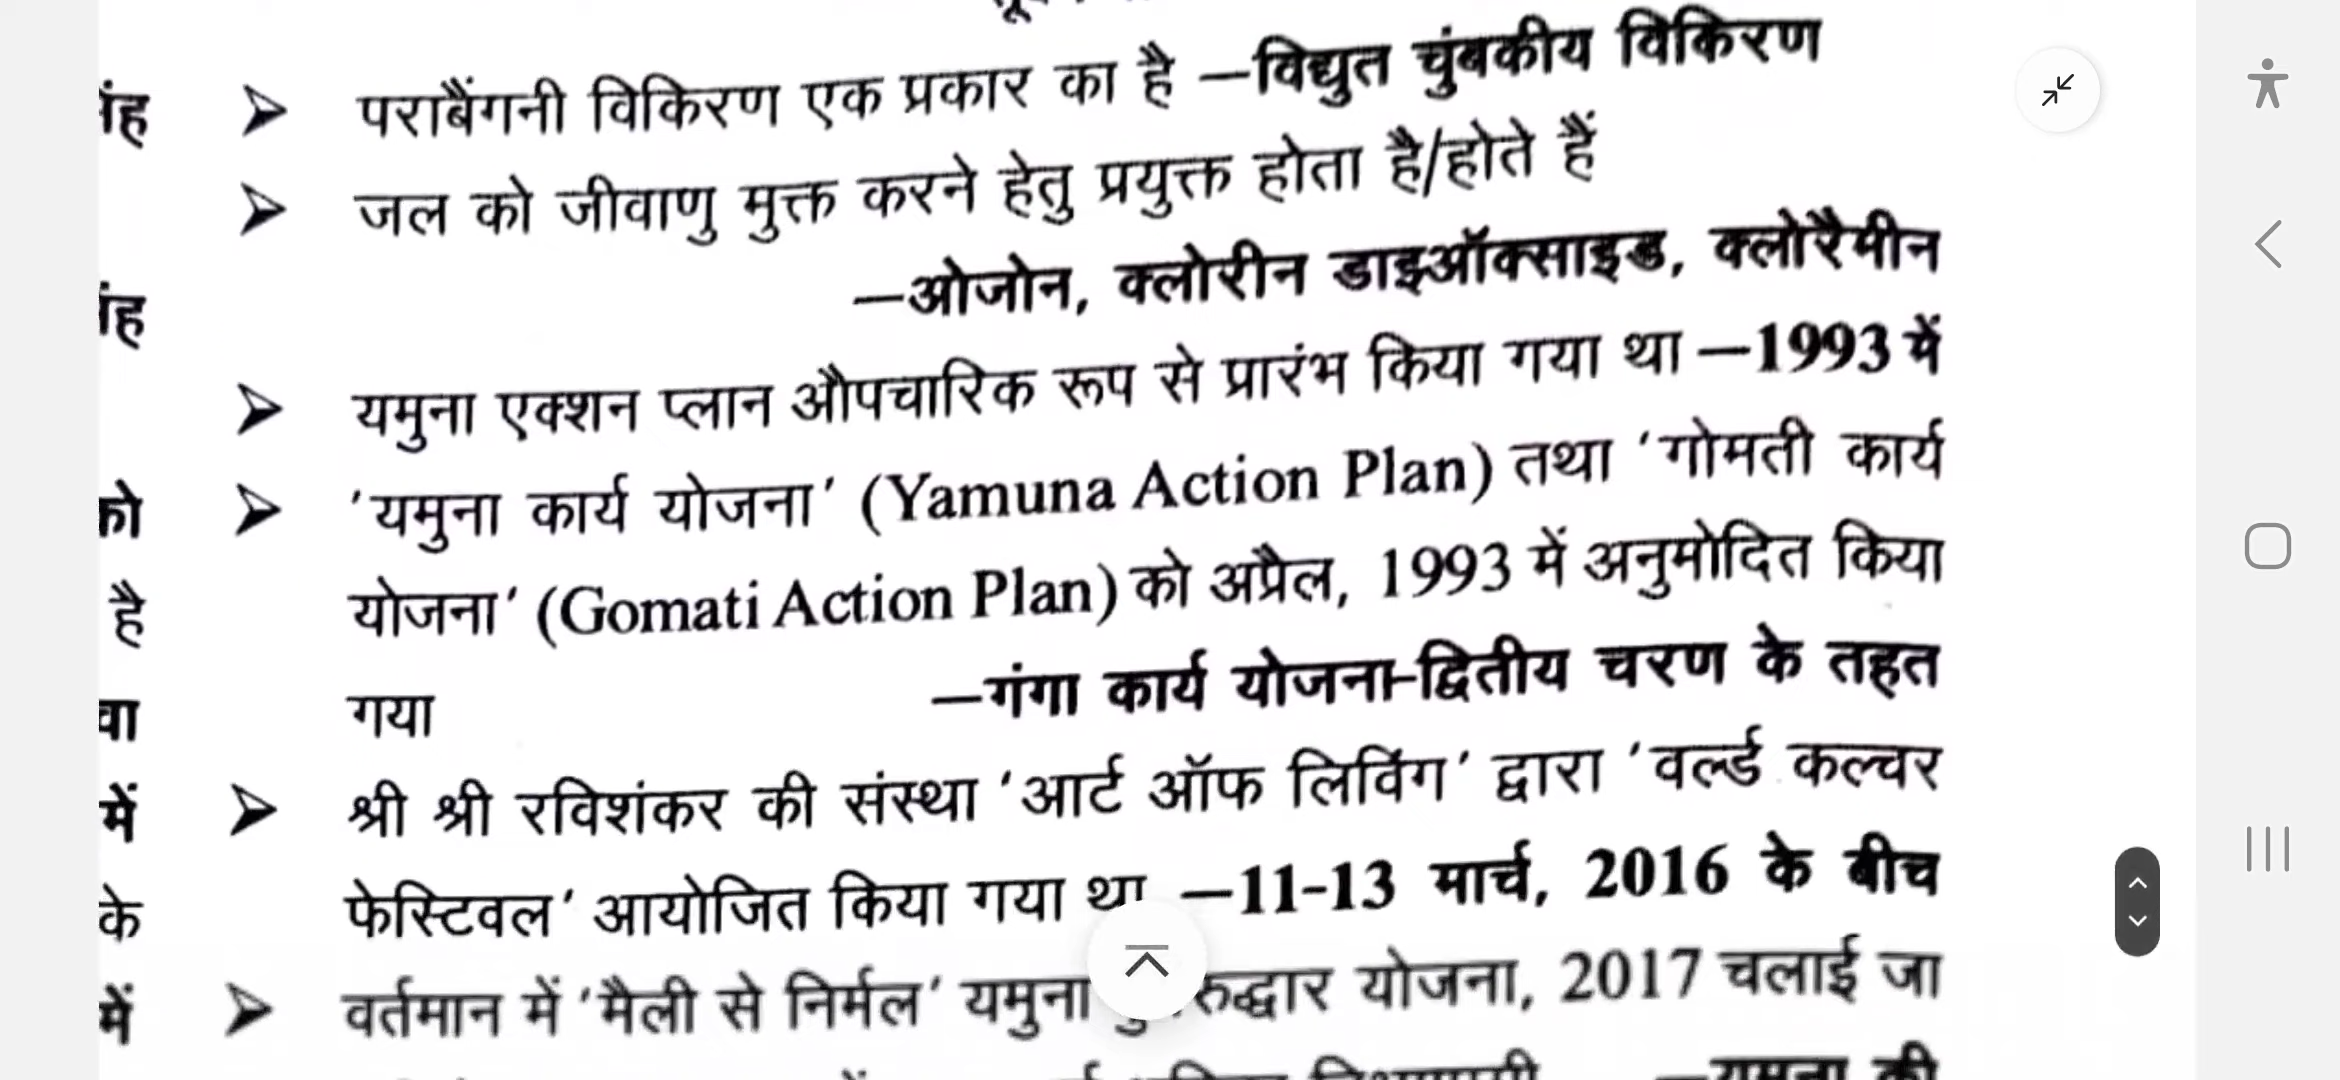 पराबैंगनी विकिरण एक प्रकार का है –विद्युत चुंबकीय विकिरण
जल को जीवाणु मुक्त करने हेतु प्रयुक्त होता है/होते हैं
–ओजोन, क्लोरीन डाइऑक्साइड, क्लोरैमीन
यमुना एक्शन प्लान औपचारिक रूप से प्रारंभ किया गया था –1993 में
को
'यमुना कार्य योजना' (Yamuna Action Plan) तथा 'गोमती कार्य
है
योजना' (Gomati Action Plan) को अप्रैल, 1993 में अनुमोदित किया
गया –गंगा कार्य योजना-द्वितीय चरण के तहत
में
श्री श्री रविशंकर की संस्था 'आर्ट ऑफ लिविंग' द्वारा 'वर्ल्ड कल्चर
के
फेस्टिवल' आयोजित किया गया था –11-13 मार्च, 2016 के बीच
में
वर्तमान में 'मैली से निर्मल' यमुना योजना, 2017 चलाई जा